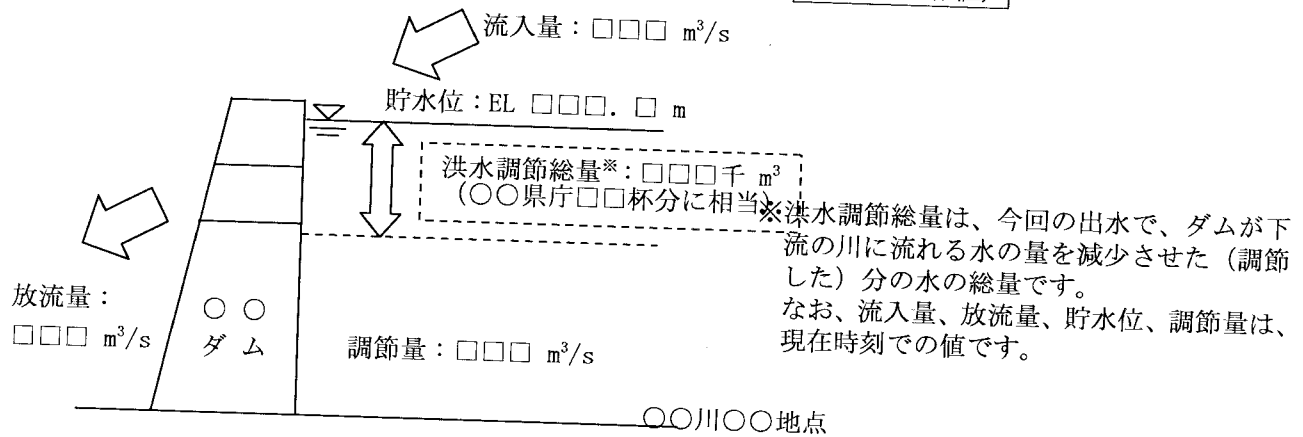 流入量：□□□ m³/s
貯水位：EL □□□．□ m
洪水調節総量※：□□□千 m³
（○○県庁□□杯分に相当）
※洪水調節総量は、今回の出水で、ダムが下
流の川に流れる水の量を減少させた（調節
した）分の水の総量です。
なお、流入量、放流量、貯水位、調節量は、
現在時刻での値です。
放流量：
□□□ m³/s
○○
ダム
調節量：□□□ m³/s
○○川○○地点